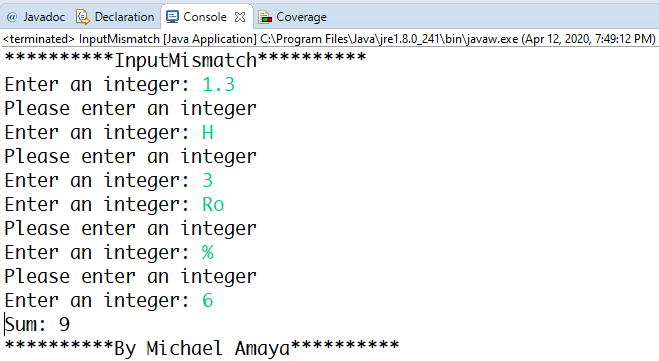 @ Javadoc Declaration Console Coverage
<terminated> InputMismatch [Java Application] C:\Program Files\Java\jre1.8.0_241\bin\javaw.exe (Apr 12, 2020, 7:49:12 PM)
**********InputMismatch**********
Enter an integer: 1.3
Please enter an integer
Enter an integer: H
Please enter an integer
Enter an integer: 3
Enter an integer: Ro
Please enter an integer
Enter an integer: %
Please enter an integer
Enter an integer: 6
Sum: 9
**********By Michael Amaya**********